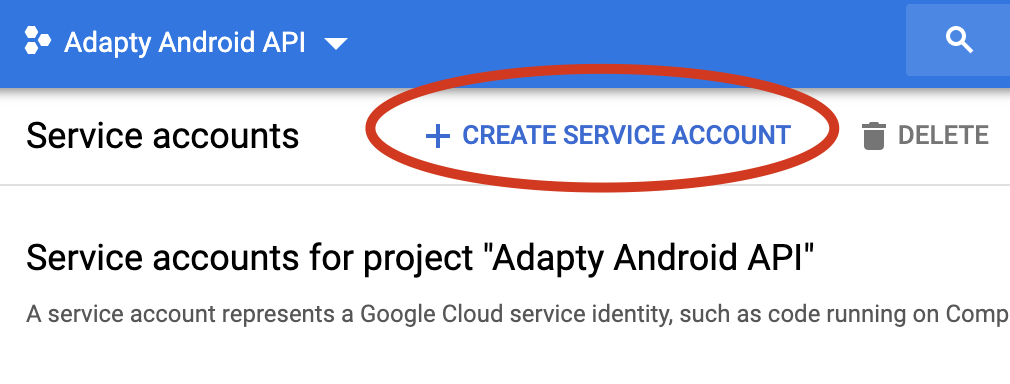 Adapty Android API
Service accounts
CREATE SERVICE ACCOUNT
DELETE
Service accounts for project "Adapty Android API"
A service account represents a Google Cloud service identity, such as code running on Comp